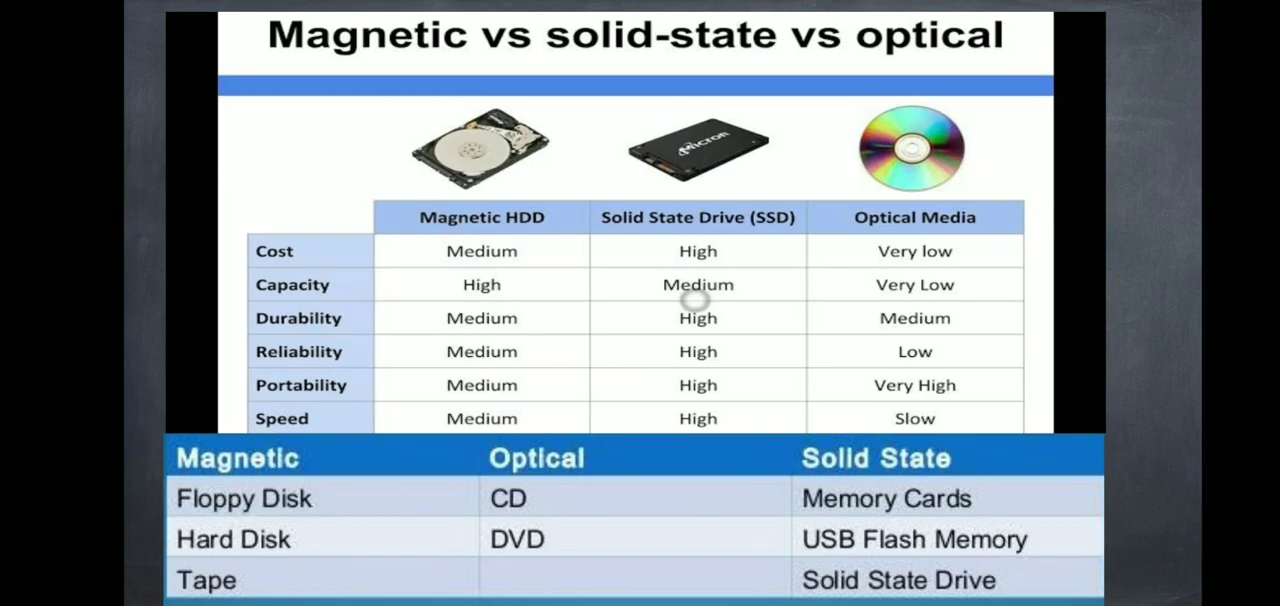 Magnetic vs solid-state vs optical
Micron
Magnetic HDD Solid State Drive (SSD) Optical Media
Cost Medium High Very low
Capacity High Medium Very Low
Durability Medium High Medium
Reliability Medium High Low
Portability Medium High Very High
Speed Medium High Slow
Magnetic Optical Solid State
Floppy Disk CD Memory Cards
Hard Disk DVD USB Flash Memory
Tape Solid State Drive